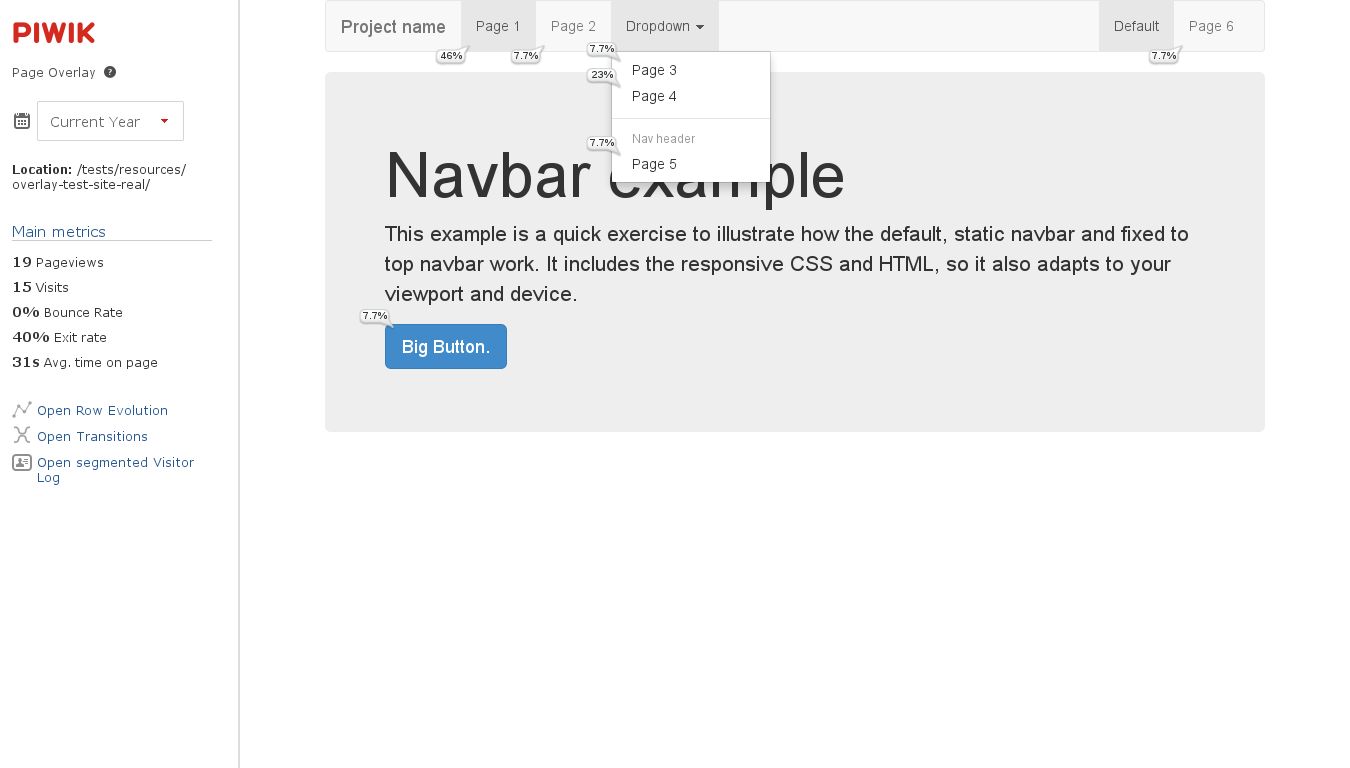 PIWIK
Page Overlay ?
Current Year
Location: /tests/resources/
overlay-test-site-real/
Main metrics
19 Pageviews
15 Visits
0% Bounce Rate
40% Exit rate
31s Avg. time on page
Open Row Evolution
Open Transitions
Open segmented Visitor
Log
Project name Page 1 Page 2 Dropdown Default Page 6
46% 7.7% 7.7% 7.7%
Page 3
23%
Page 4
Nav header
7.7%
Page 5
Navbar example
This example is a quick exercise to illustrate how the default, static navbar and fixed to
top navbar work. It includes the responsive CSS and HTML, so it also adapts to your
viewport and device.
7.7%
Big Button.